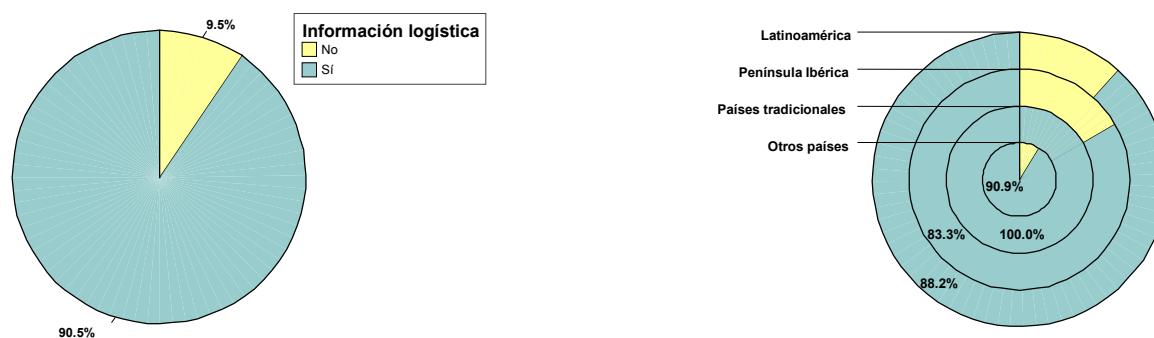 9.5%
Información logística
No
Sí
90.5%
Latinoamérica
Península Ibérica
Países tradicionales
Otros países
90.9%
83.3%
100.0%
88.2%